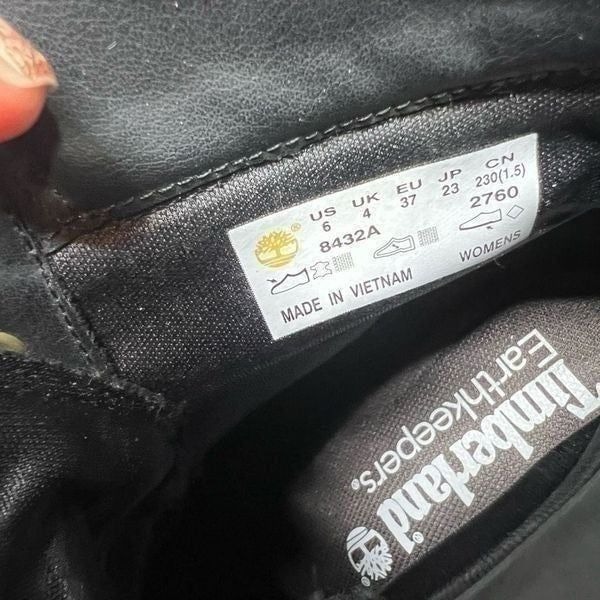 US UK EU JP CN
6 4 37 23 230(1.5)
8432A 2760
WOMENS
MADE IN VIETNAM
Timberland®
Earthkeepers®